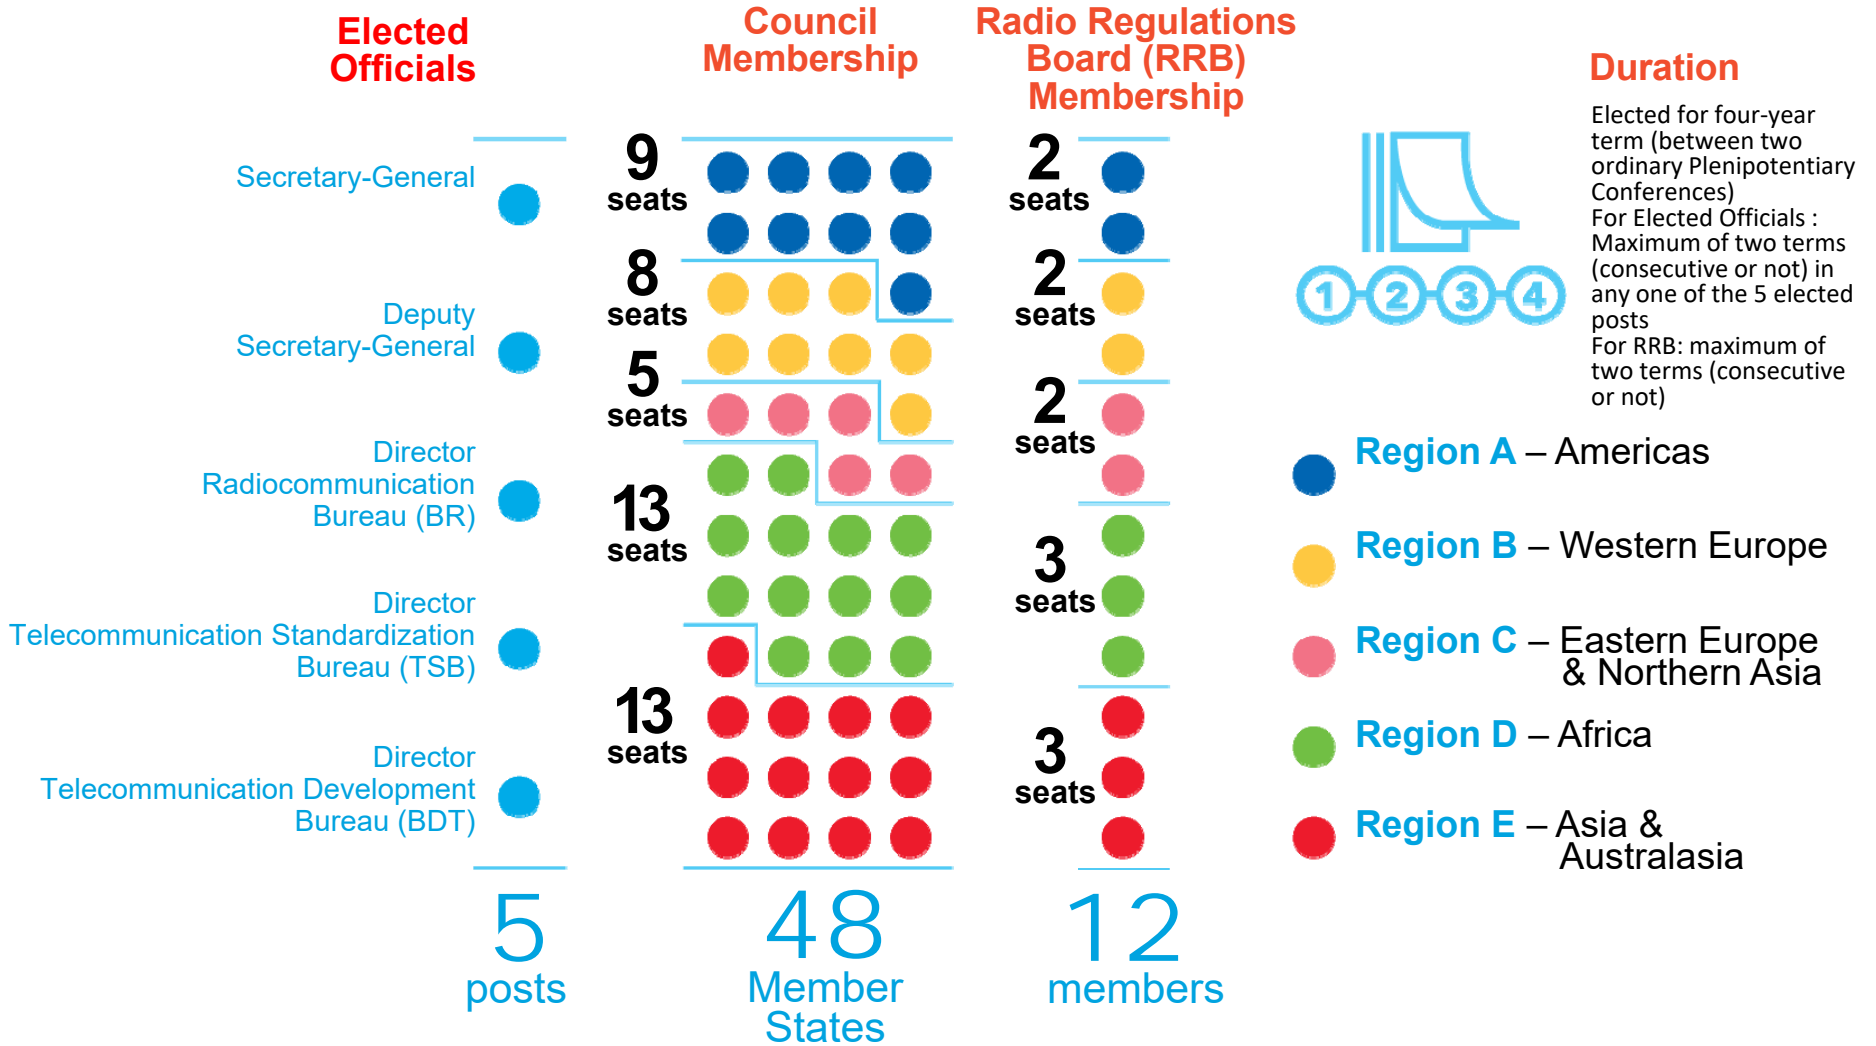 Elected
Officials
Secretary-General
Deputy
Secretary-General
Director
Radiocommunication
Bureau (BR)
Director
Telecommunication Standardization
Bureau (TSB)
Director
Telecommunication Development
Bureau (BDT)
5
posts
Council
Membership
9
seats
8
seats
5
seats
13
seats
13
seats
48
Member
States
Radio Regulations
Board (RRB)
Membership
2
seats
2
seats
2
seats
3
seats
3
seats
12
members
Duration
Elected for four-year
term (between two
ordinary Plenipotentiary
Conferences)
For Elected Officials :
Maximum of two terms
(consecutive or not) in
any one of the 5 elected
posts
For RRB: maximum of
two terms (consecutive
or not)
1 2 3 4
Region A – Americas
Region B – Western Europe
Region C – Eastern Europe
& Northern Asia
Region D – Africa
Region E – Asia &
Australasia